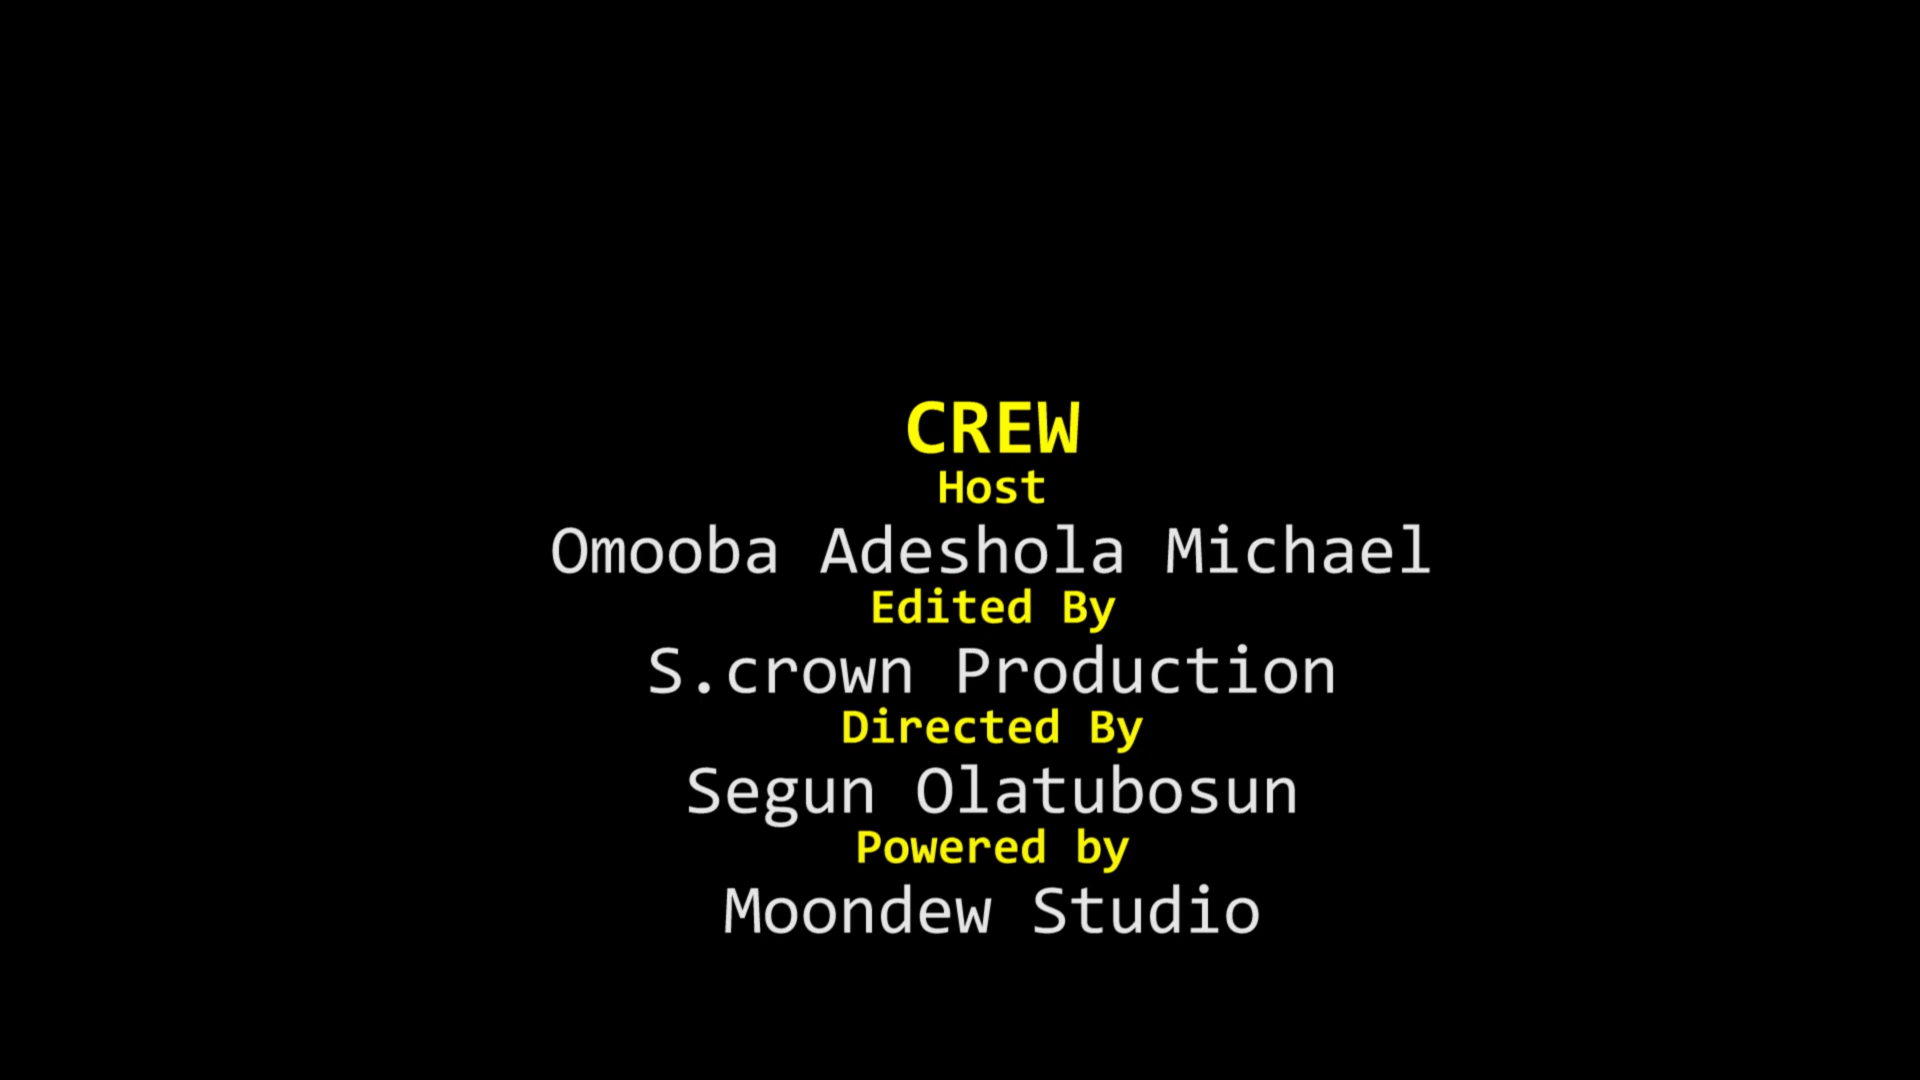 CREW
Host
Omooba Adeshola Michael
Edited By
S.crown Production
Directed By
Segun Olatubosun
Powered by
Moondew Studio